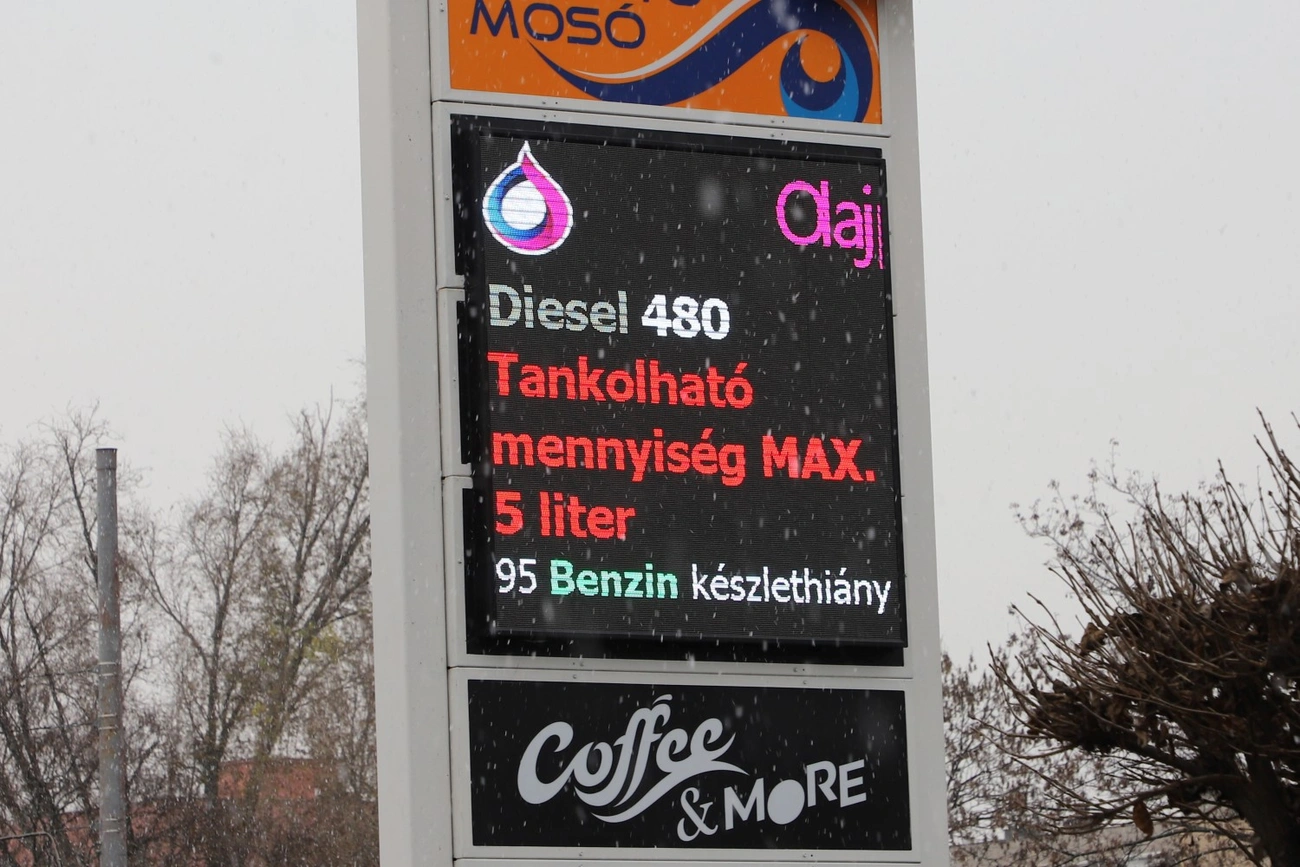 MOSÓ
Olaj
Diesel 480
Tankolható
mennyiség MAX.
5 liter
95 Benzin készlethiány
Coffee
& MoRE